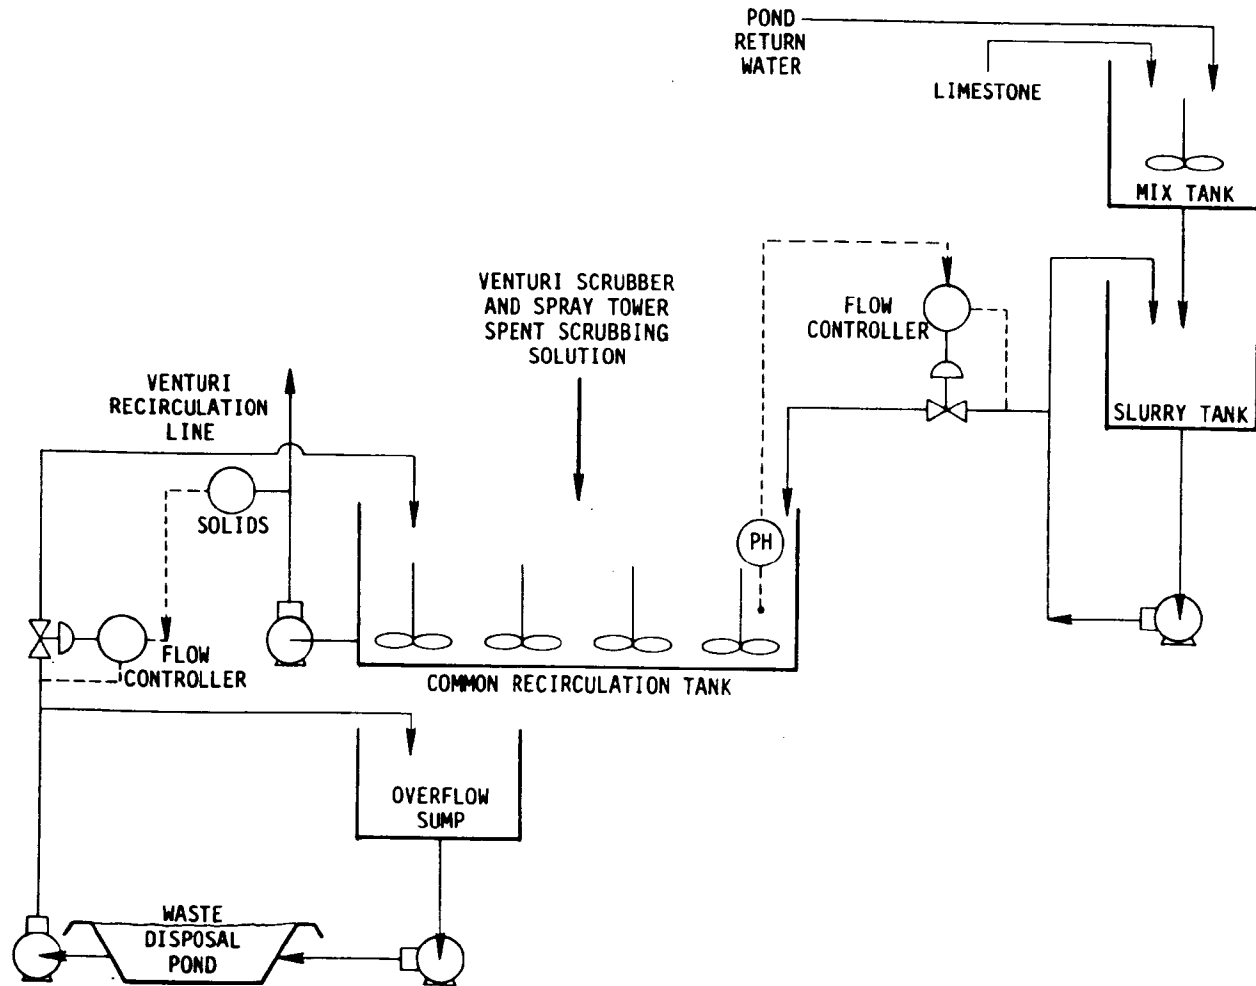 POND
RETURN
WATER
LIMESTONE
MIX TANK
VENTURI SCRUBBER
AND SPRAY TOWER
SPENT SCRUBBING
SOLUTION
FLOW
CONTROLLER
SLURRY TANK
VENTURI
RECIRCULATION
LINE
SOLIDS
PH
FLOW
CONTROLLER
COMMON RECIRCULATION TANK
OVERFLOW
SUMP
WASTE
DISPOSAL
POND